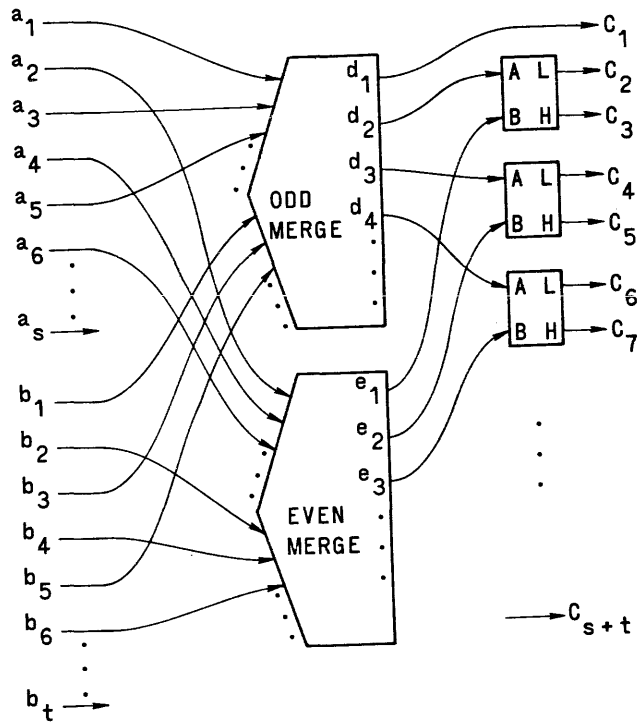 a1
a2
a3
a4
a5
a6
as
b1
b2
b3
b4
b5
b6
bt
d1
d2
d3
d4
ODD
MERGE
e1
e2
e3
EVEN
MERGE
A L
B H
A L
B H
A L
B H
C1
C2
C3
C4
C5
C6
C7
Cs+t